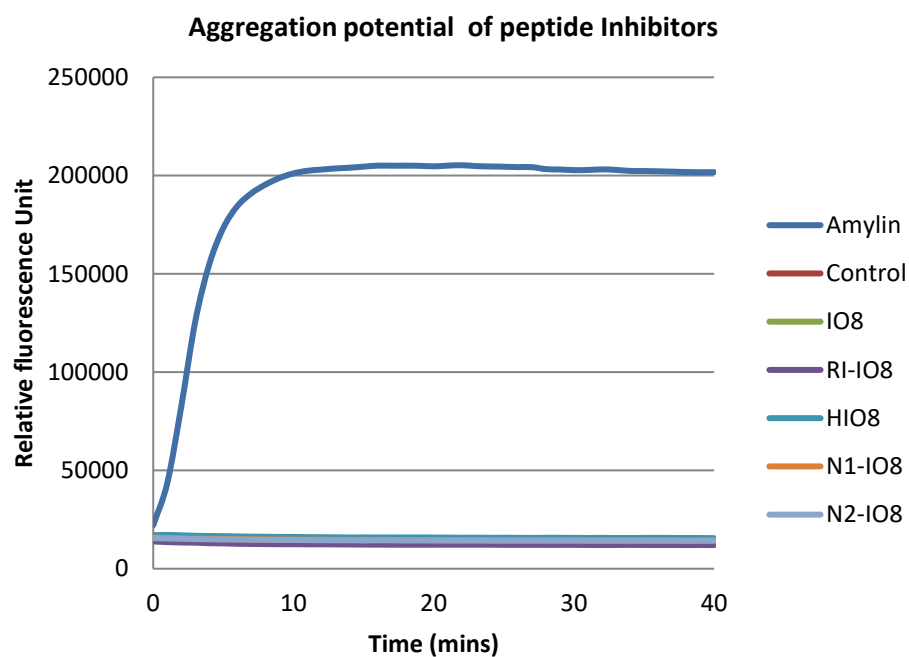 Aggregation potential  of peptide Inhibitors
250000
200000
150000
100000
50000
0
Relative fluorescence Unit
0 10 20 30 40
Time (mins)
Amylin
Control
IO8
RI-IO8
HIO8
N1-IO8
N2-IO8